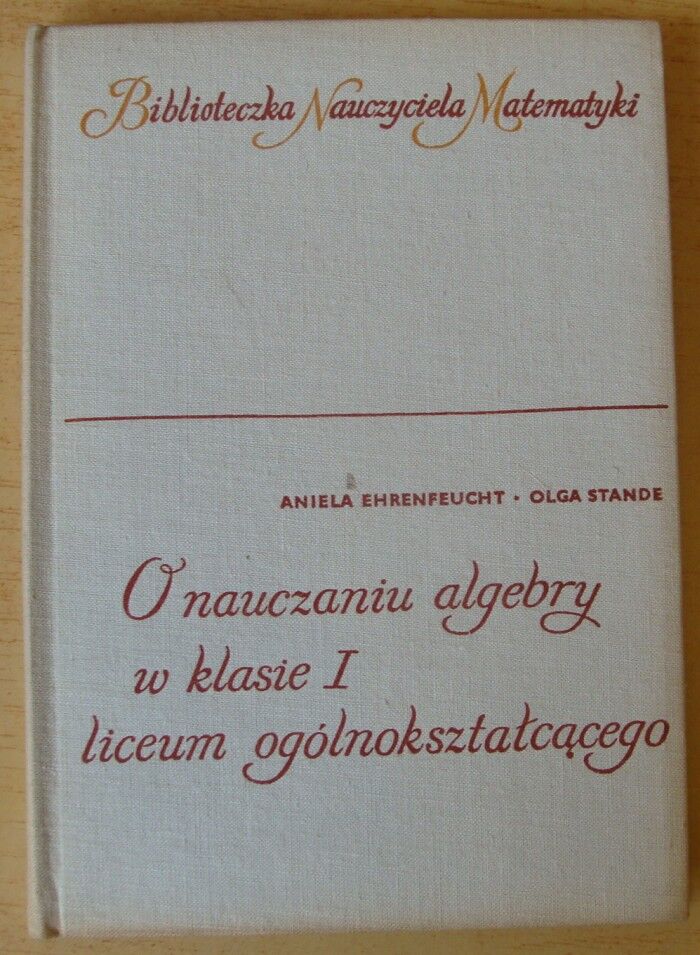 Biblioteczka Nauczyciela Matematyki
ANIELA EHRENFEUCHT • OLGA STANDE
O nauczaniu algebry
w klasie I
liceum ogólnokształcącego